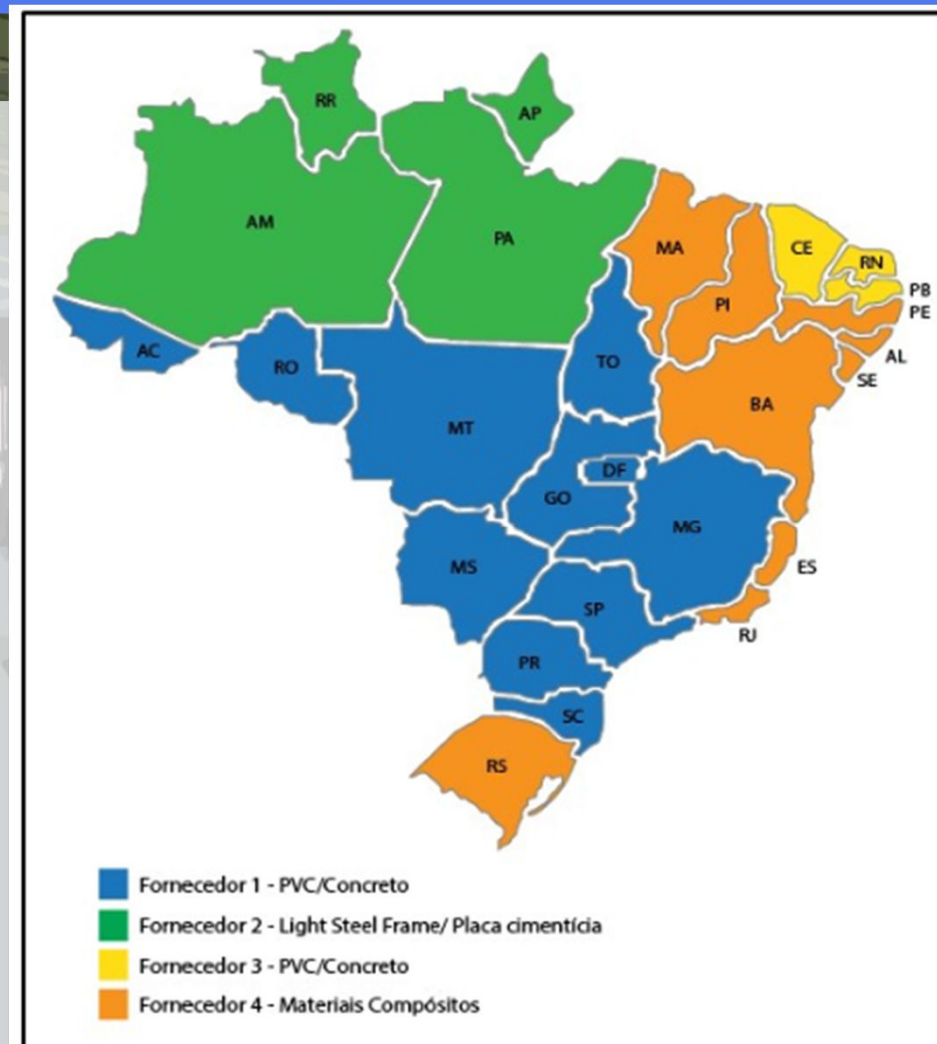 RR
AP
AM
PA
MA
CE
RN
PB
PI
PE
AC
RO
TO
AL
SE
BA
MT
DF
GO
MG
MS
ES
SP
RJ
PR
SC
RS
Fornecedor 1 - PVC/Concreto
Fornecedor 2 - Light Steel Frame/ Placa cimentícia
Fornecedor 3 - PVC/Concreto
Fornecedor 4 - Materiais Compósitos